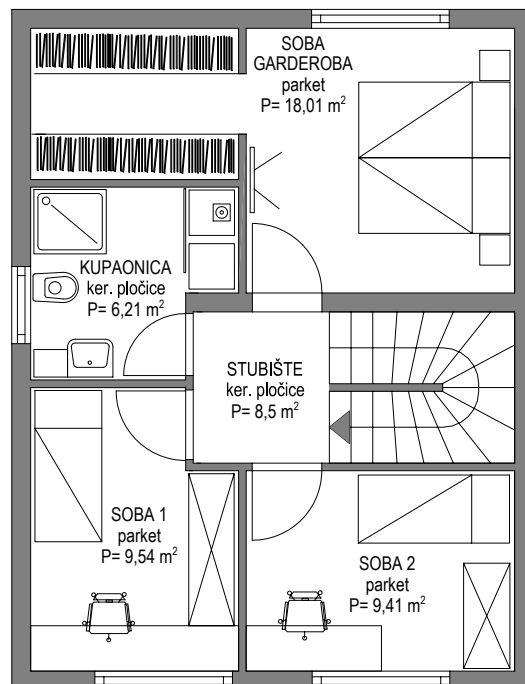 SOBA
GARDEROBA
parket
P= 18,01 m²
KUPAONICA
ker. pločice
P= 6,21 m²
STUBIŠTE
ker. pločice
P= 8,5 m²
SOBA 1
parket
P= 9,54 m²
SOBA 2
parket
P= 9,41 m²